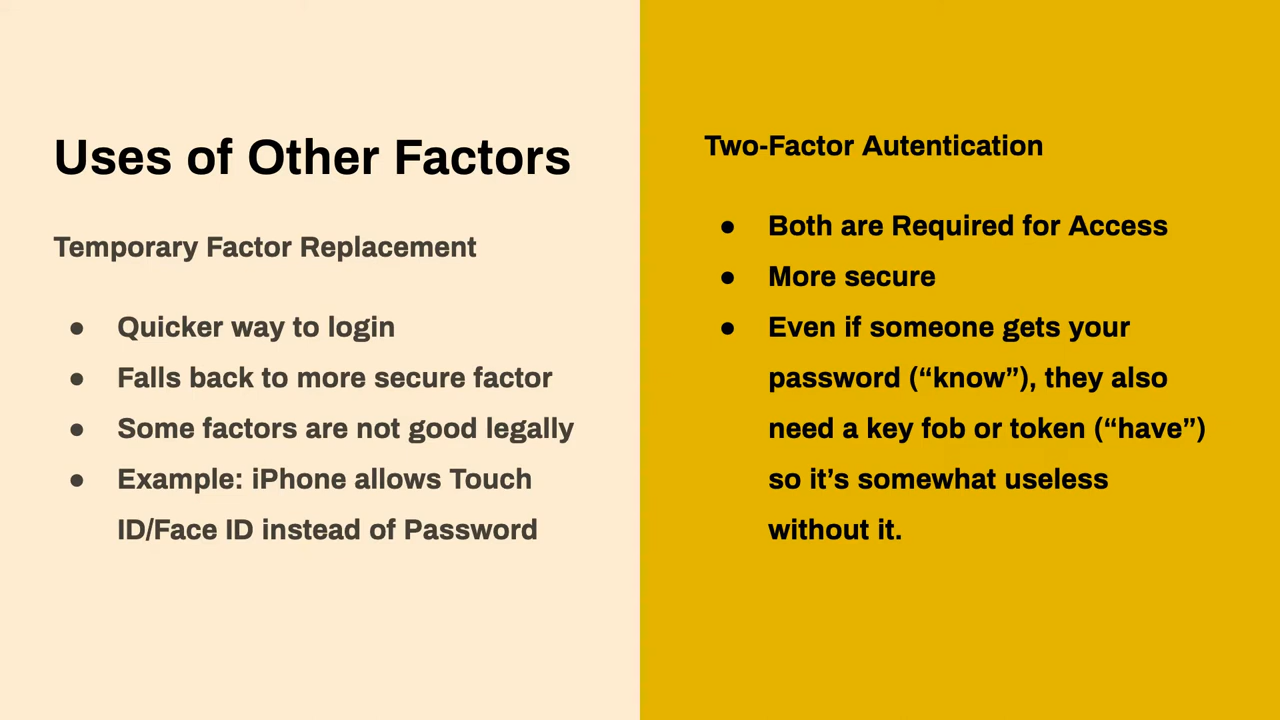 Uses of Other Factors
Temporary Factor Replacement
● Quicker way to login
● Falls back to more secure factor
● Some factors are not good legally
● Example: iPhone allows Touch
ID/Face ID instead of Password
Two-Factor Autentication
● Both are Required for Access
● More secure
● Even if someone gets your
password (“know”), they also
need a key fob or token (“have”)
so it’s somewhat useless
without it.